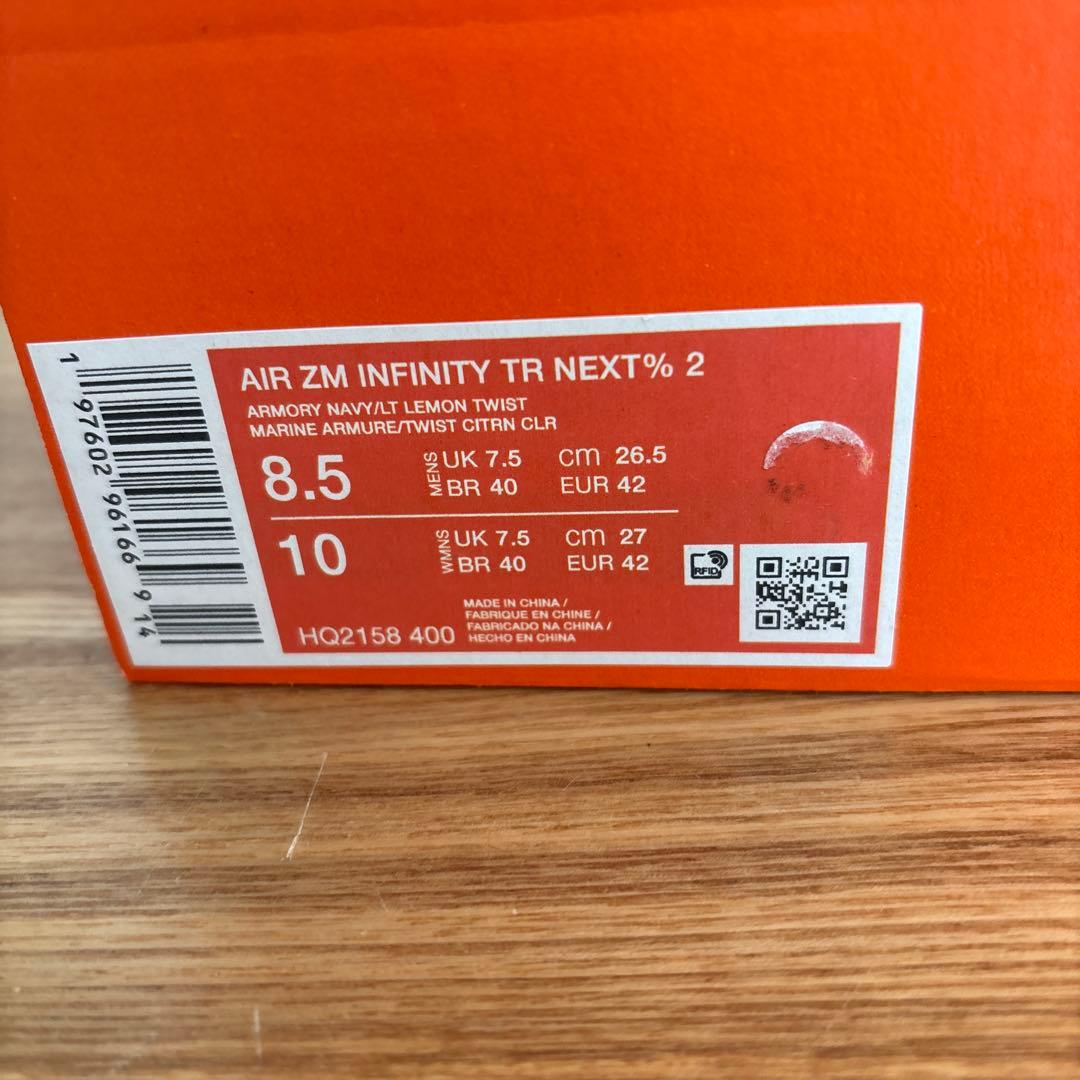 AIR ZM INFINITY TR NEXT% 2
ARMORY NAVY/LT LEMON TWIST
MARINE ARMURE/TWIST CITRN CLR
8.5 MENS UK 7.5 cm 26.5
BR 40 EUR 42
10 WMNS UK 7.5 cm 27
BR 40 EUR 42
RFID
MADE IN CHINA /
FABRIQUE EN CHINE /
FABRICADO NA CHINA /
HQ2158 400 HECHO EN CHINA
1 97602 96166 9 14